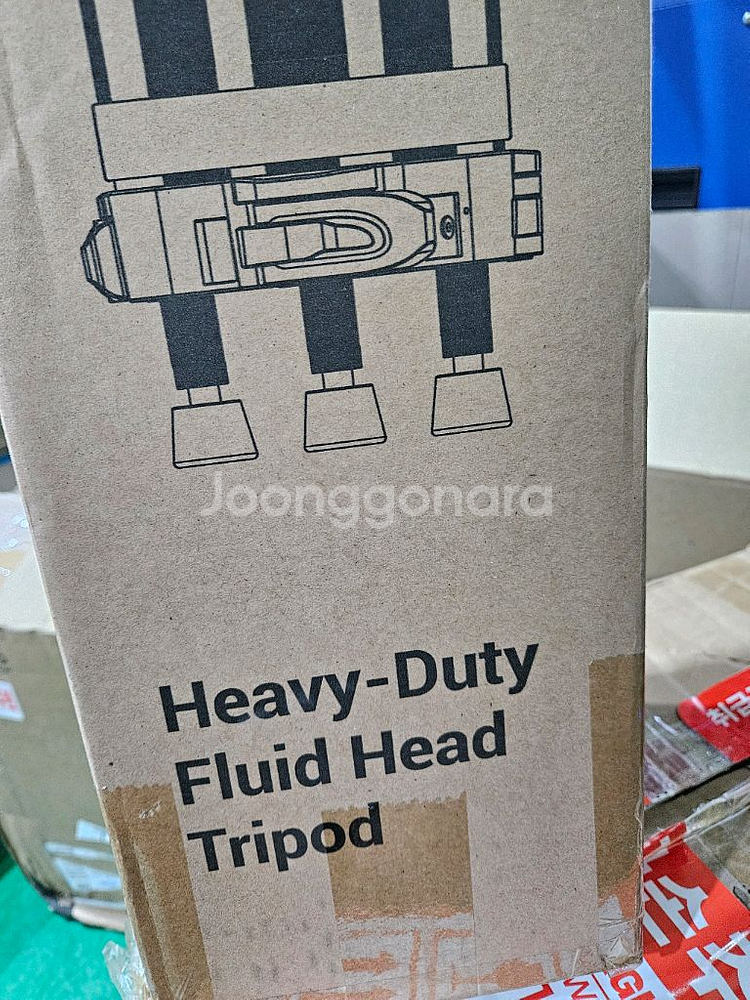 Joonggonara
Heavy-Duty
Fluid Head
Tripod